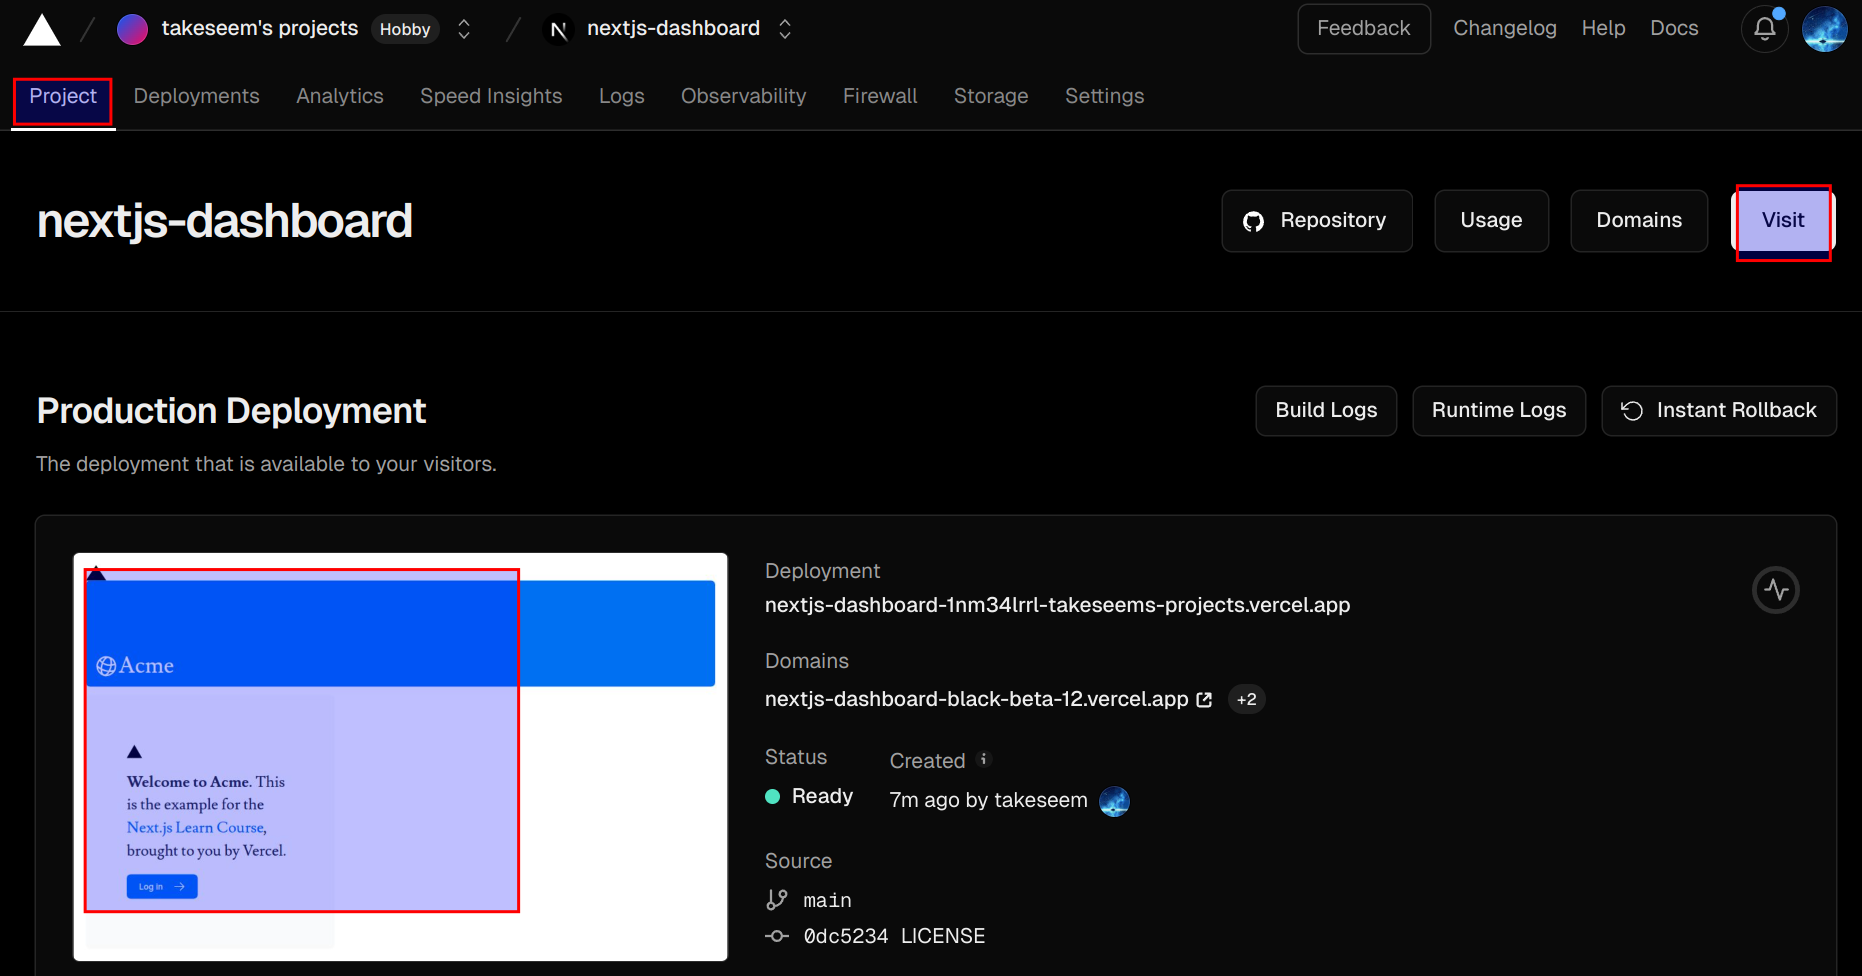 takeseem's projects Hobby nextjs-dashboard Feedback Changelog Help Docs
Project Deployments Analytics Speed Insights Logs Observability Firewall Storage Settings
nextjs-dashboard Repository Usage Domains Visit
Production Deployment Build Logs Runtime Logs Instant Rollback
The deployment that is available to your visitors.
Acme
Welcome to Acme. This
is the example for the
Next.js Learn Course,
brought to you by Vercel.
Log in
Deployment
nextjs-dashboard-1nm34lrrl-takeseems-projects.vercel.app
Domains
nextjs-dashboard-black-beta-12.vercel.app +2
Status Created
Ready 7m ago by takeseem
Source
main
0dc5234 LICENSE